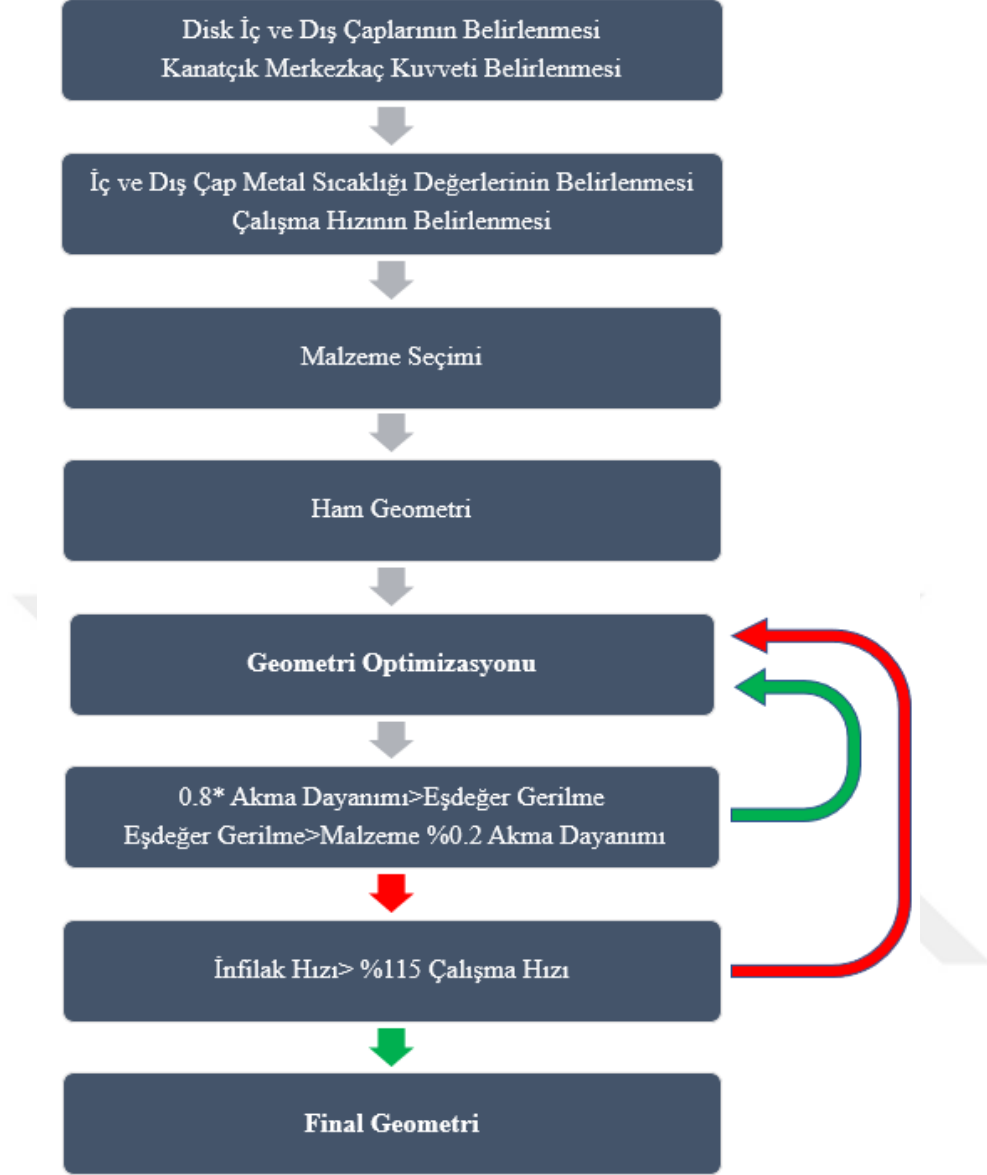 Disk İç ve Dış Çaplarının Belirlenmesi
Kanatçık Merkezkaç Kuvveti Belirlenmesi
İç ve Dış Çap Metal Sıcaklığı Değerlerinin Belirlenmesi
Çalışma Hızının Belirlenmesi
Malzeme Seçimi
Ham Geometri
Geometri Optimizasyonu
0.8* Akma Dayanımı>Eşdeğer Gerilme
Eşdeğer Gerilme>Malzeme %0.2 Akma Dayanımı
İnfilak Hızı> %115 Çalışma Hızı
Final Geometri